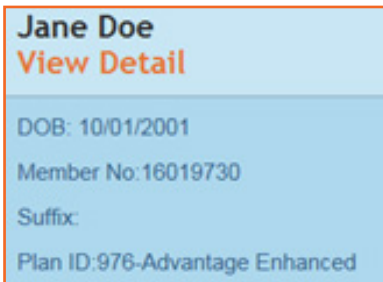 Jane Doe
View Detail
DOB: 10/01/2001
Member No:16019730
Suffix:
Plan ID:976-Advantage Enhanced